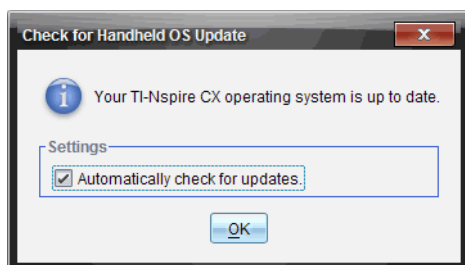 Check for Handheld OS Update
Your TI-Nspire CX operating system is up to date.
Settings
Automatically check for updates.
OK